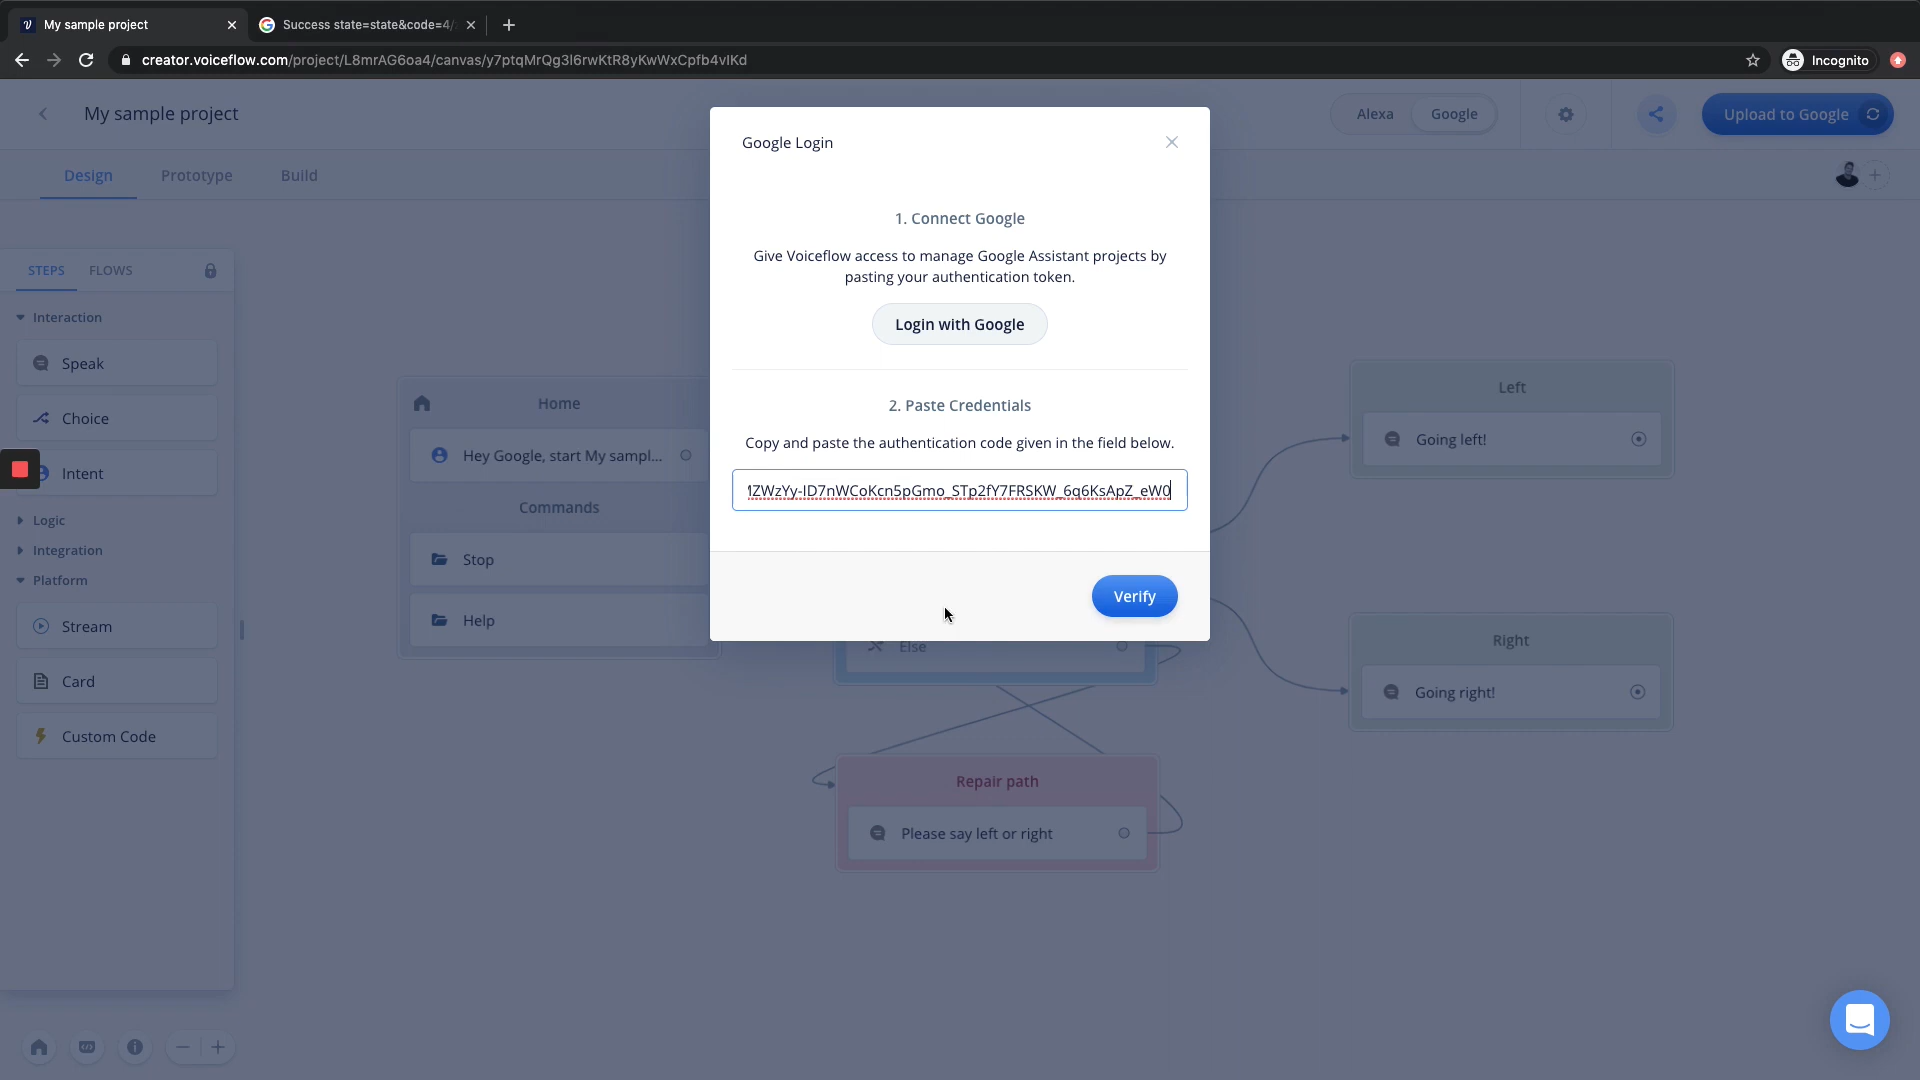 My sample project
Success state=state&code=4/
creator.voiceflow.com/project/L8mrAG6oa4/canvas/y7ptqMrQg3l6rwKtR8yKwWxCpfb4vIKd
Incognito
My sample project
Alexa
Google
Upload to Google
Design
Prototype
Build
STEPS
FLOWS
Interaction
Speak
Choice
Intent
Logic
Integration
Platform
Stream
Card
Custom Code
Home
Hey Google, start My sampl...
Commands
Stop
Help
Google Login
1. Connect Google
Give Voiceflow access to manage Google Assistant projects by
pasting your authentication token.
Login with Google
2. Paste Credentials
Copy and paste the authentication code given in the field below.
ZWzYy-ID7nWCoKcn5pGmo_STp2fY7FRSKW_6q6KsApZ_eW0
Verify
Else
Repair path
Please say left or right
Left
Going left!
Right
Going right!